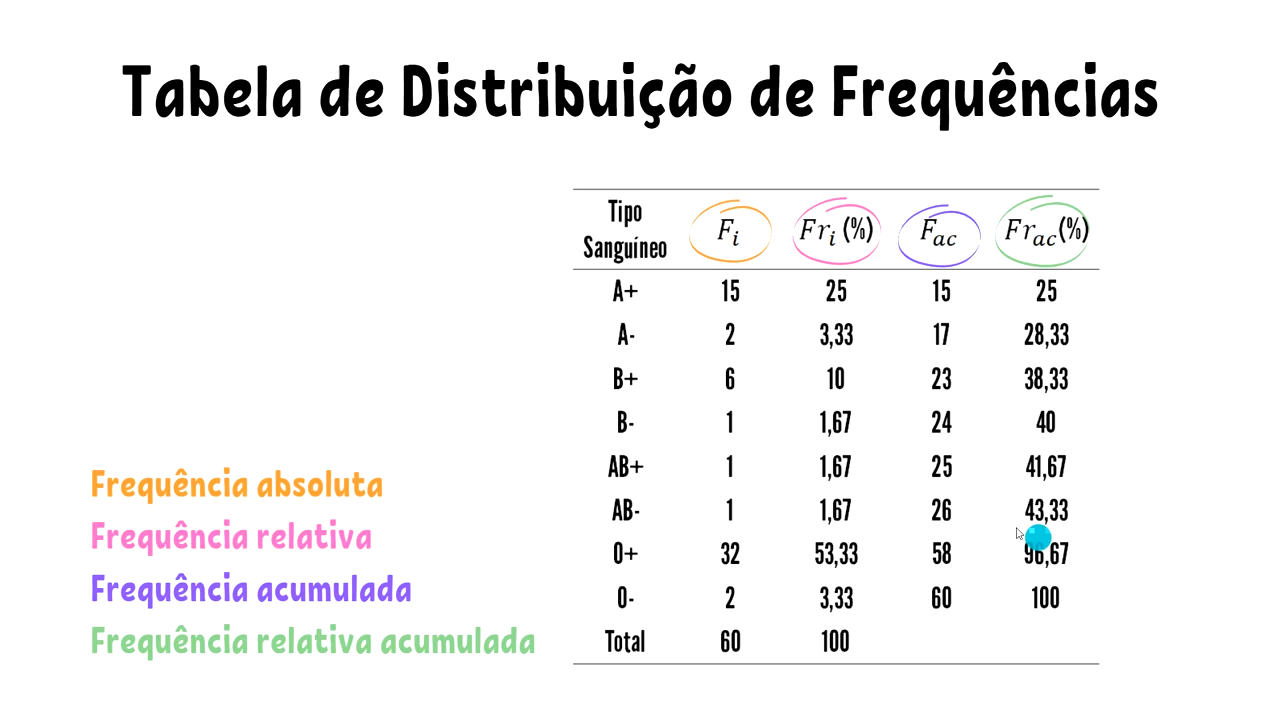 Tabela de Distribuição de Frequências
Tipo Sanguíneo Fi Fri (%) Fac Frac(%)
A+ 15 25 15 25
A- 2 3,33 17 28,33
B+ 6 10 23 38,33
B- 1 1,67 24 40
AB+ 1 1,67 25 41,67
AB- 1 1,67 26 43,33
O+ 32 53,33 58 96,67
O- 2 3,33 60 100
Total 60 100
Frequência absoluta
Frequência relativa
Frequência acumulada
Frequência relativa acumulada